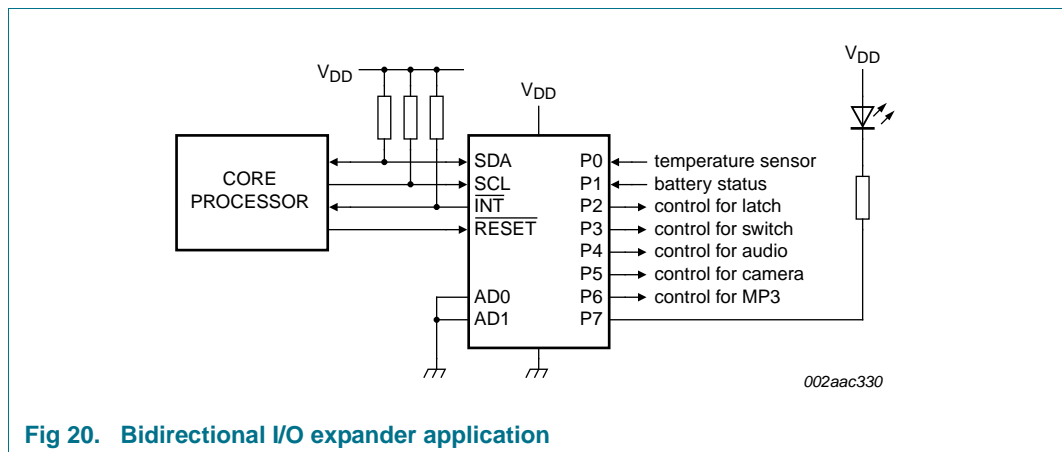 VDD
VDD
VDD
CORE
PROCESSOR
SDA
SCL
INT
RESET
AD0
AD1
P0
P1
P2
P3
P4
P5
P6
P7
temperature sensor
battery status
control for latch
control for switch
control for audio
control for camera
control for MP3
002aac330
Fig 20. Bidirectional I/O expander application